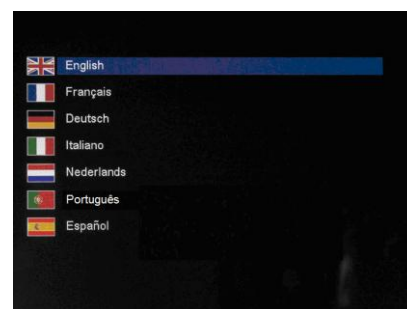 English
Français
Deutsch
Italiano
Nederlands
Português
Español